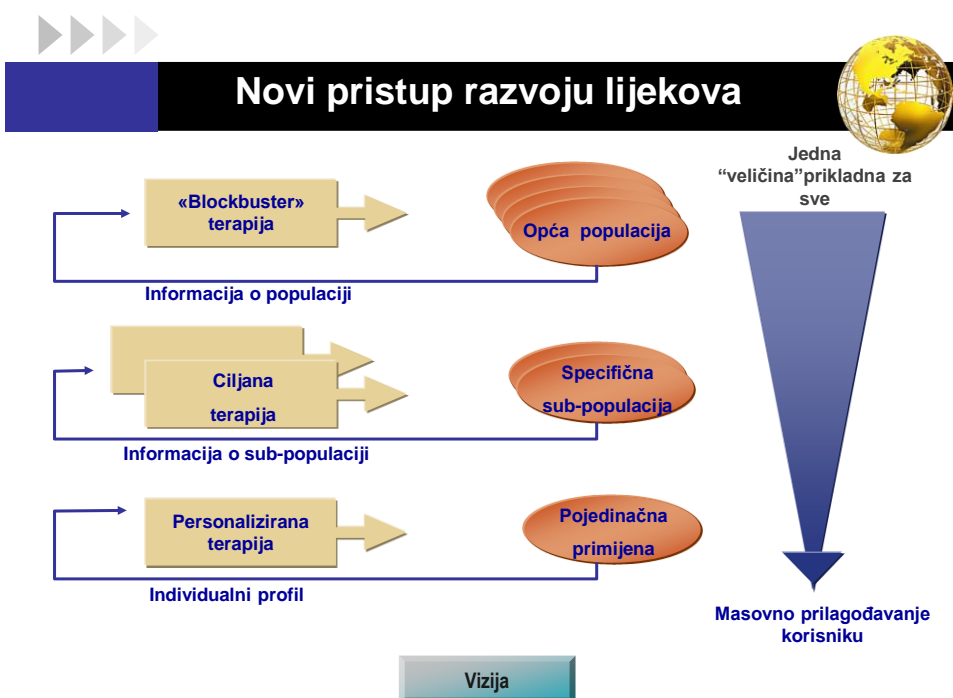 Novi pristup razvoju lijekova
Jedna
“veličina”prikladna za
sve
«Blockbuster»
terapija
Opća populacija
Informacija o populaciji
Ciljana
terapija
Specifična
sub-populacija
Informacija o sub-populaciji
Personalizirana
terapija
Pojedinačna
primijena
Individualni profil
Masovno prilagođavanje
korisniku
Vizija